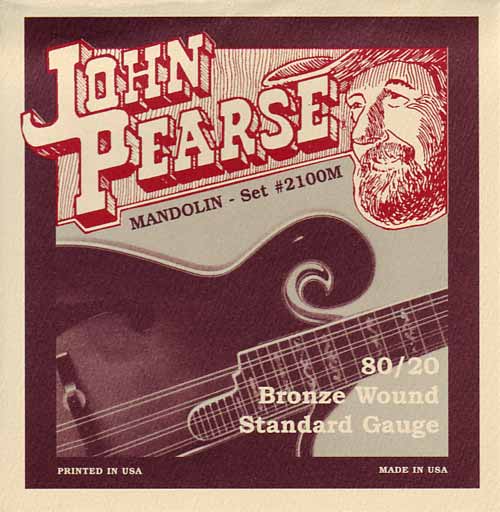 JOHN
PEARSE
MANDOLIN - Set #2100M
80/20
Bronze Wound
Standard Gauge
PRINTED IN USA
MADE IN USA